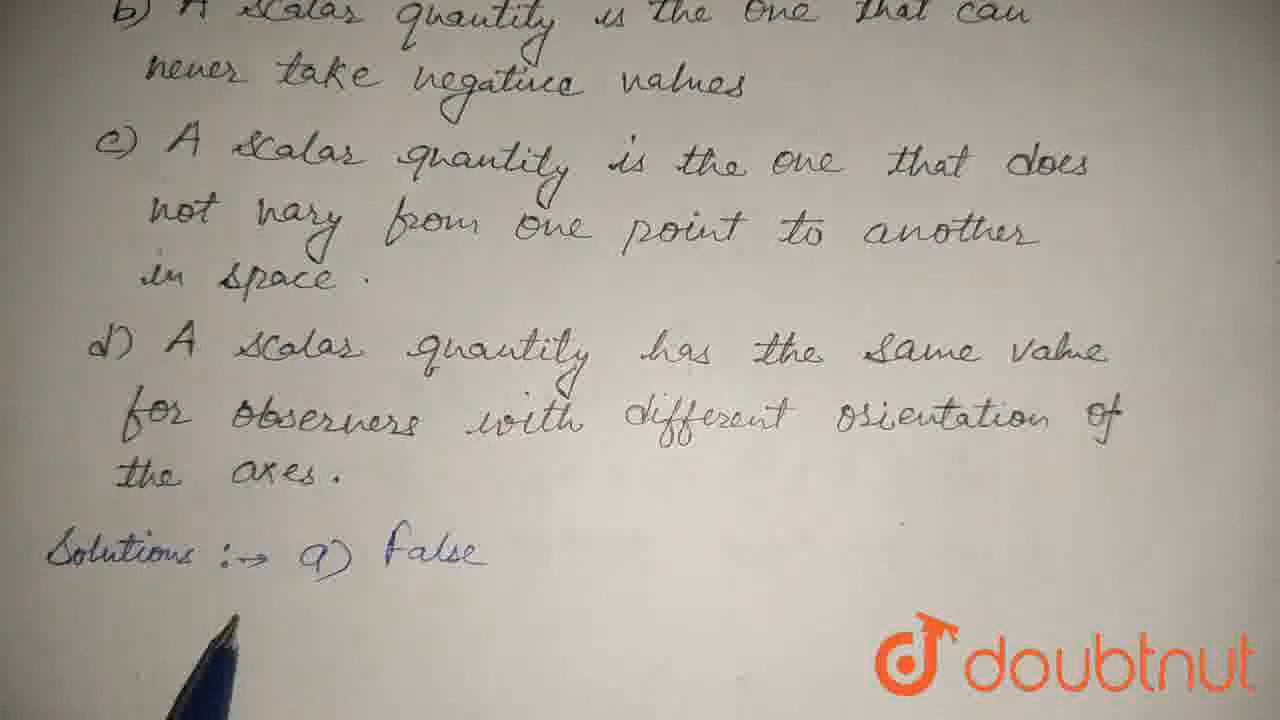 b) A scalar quantity is the one that can
never take negative values
c) A scalar quantity is the one that does
not vary from one point to another
in space.
d) A scalar quantity has the same value
for observers with different orientation of
the axes.
Solutions :→ a) False
doubtnut